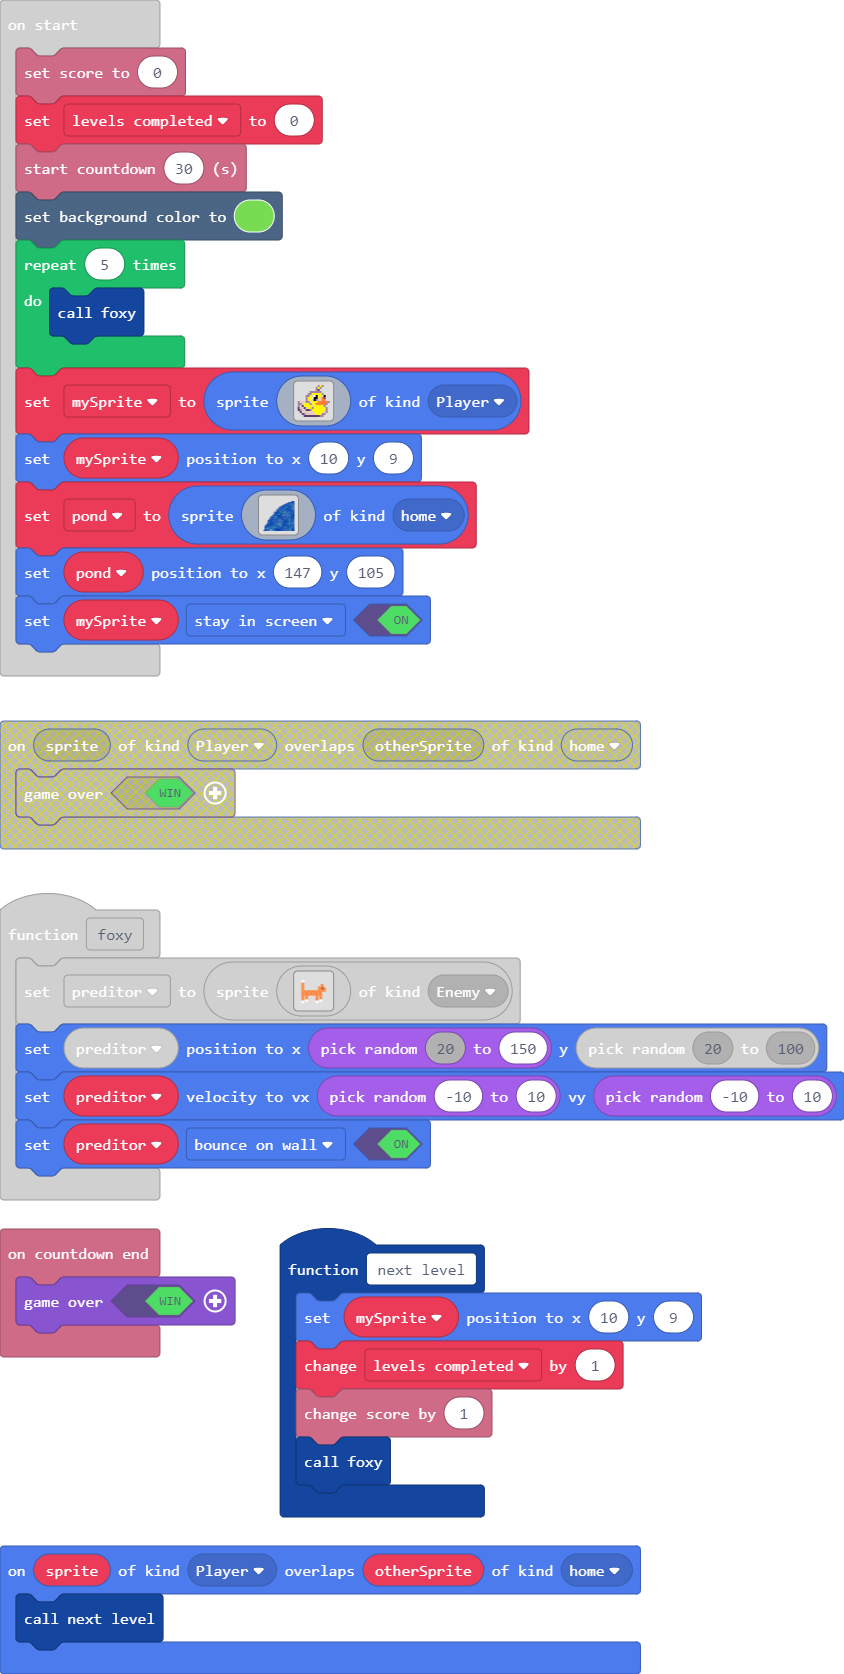 on start
set score to 0
set levels completed to 0
start countdown 30 (s)
set background color to
repeat 5 times
do
call foxy
set mySprite to sprite of kind Player
set mySprite position to x 10 y 9
set pond to sprite of kind home
set pond position to x 147 y 105
set mySprite stay in screen ON
on sprite of kind Player overlaps otherSprite of kind home
game over WIN
function foxy
set preditor to sprite of kind Enemy
set preditor position to x pick random 20 to 150 y pick random 20 to 100
set preditor velocity to vx pick random -10 to 10 vy pick random -10 to 10
set preditor bounce on wall ON
on countdown end
game over WIN
function next level
set mySprite position to x 10 y 9
change levels completed by 1
change score by 1
call foxy
on sprite of kind Player overlaps otherSprite of kind home
call next level